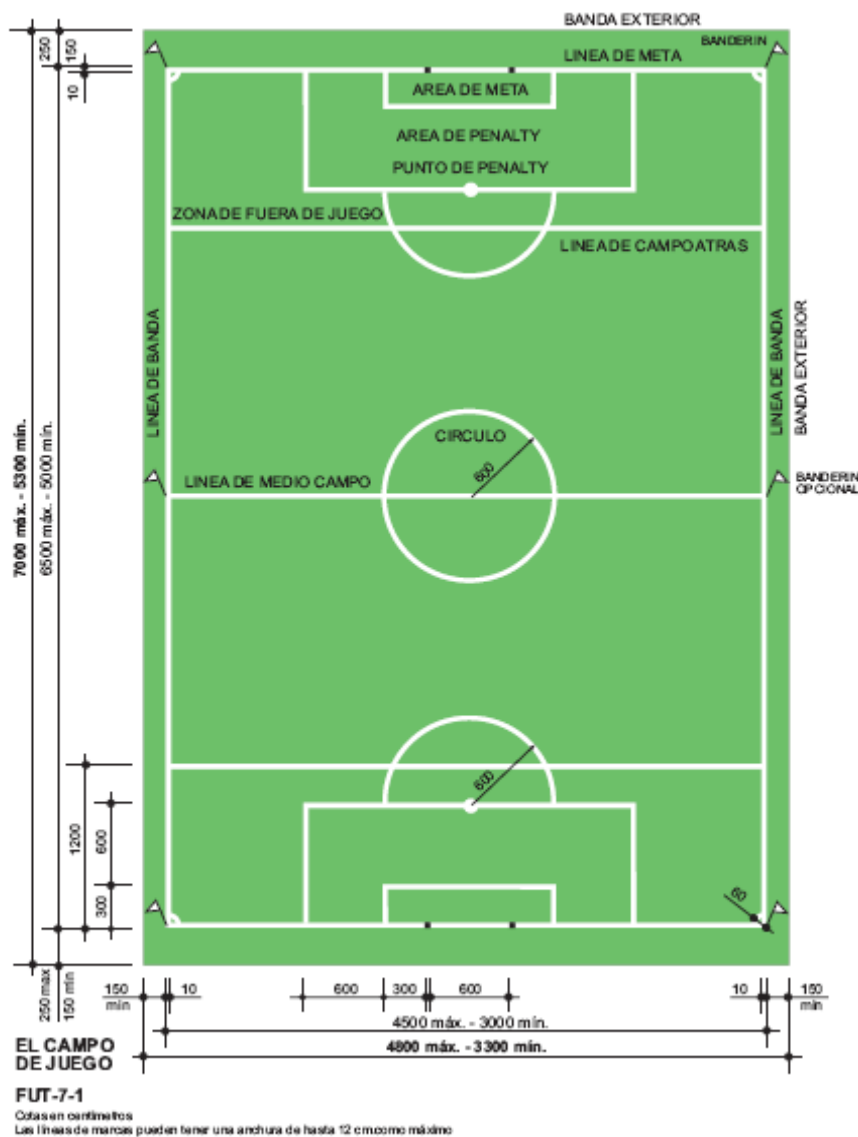 BANDA EXTERIOR
BANDERIN
LINEA DE META
AREA DE META
AREA DE PENALTY
PUNTO DE PENALTY
ZONA DE FUERA DE JUEGO
LINEA DE CAMPO ATRAS
250
150
10
LINEA DE BANDA
LINEA DE BANDA
BANDA EXTERIOR
CIRCULO
600
LINEA DE MEDIO CAMPO
BANDERIN
OPCIONAL
7000 máx. - 5300 mín.
6500 máx. - 5000 mín.
600
1200
600
300
60
250 max
150 mín
150
mín
10
600
300
600
10
150
mín
4500 máx. - 3000 mín.
4800 máx. - 3300 mín.
EL CAMPO
DE JUEGO
FUT-7-1
Cotas en centímetros
Las líneas de marcas pueden tener una anchura de hasta 12 cm.como máximo